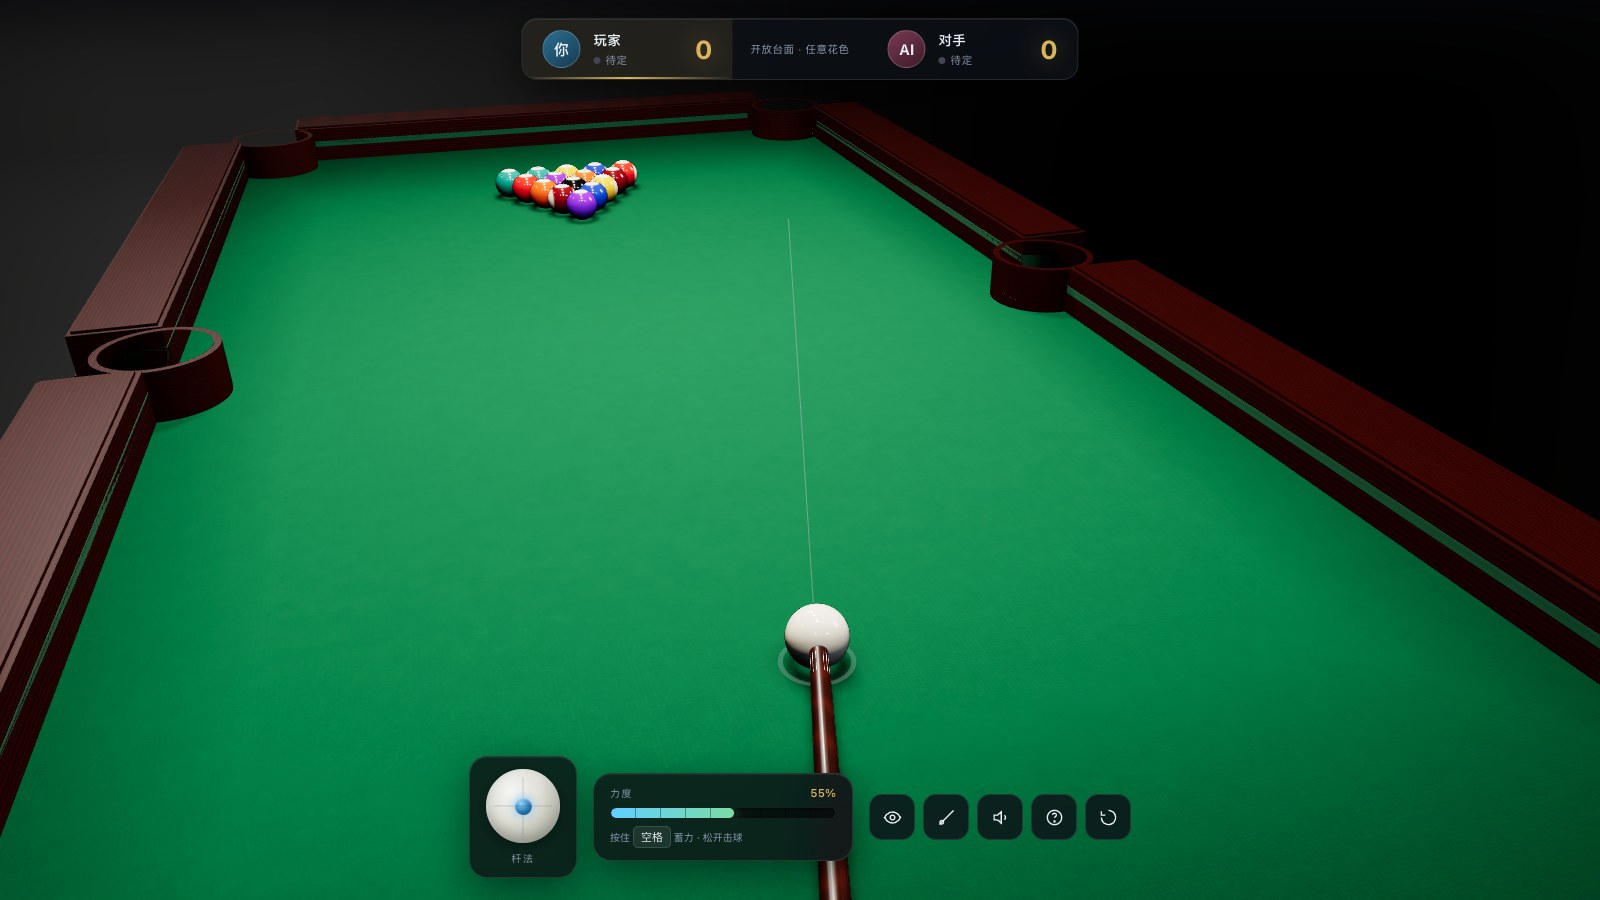 你 玩家 0
待定
开放台面 · 任意花色
AI 对手 0
待定
杆法
力度 55%
按住 空格 蓄力 · 松开击球